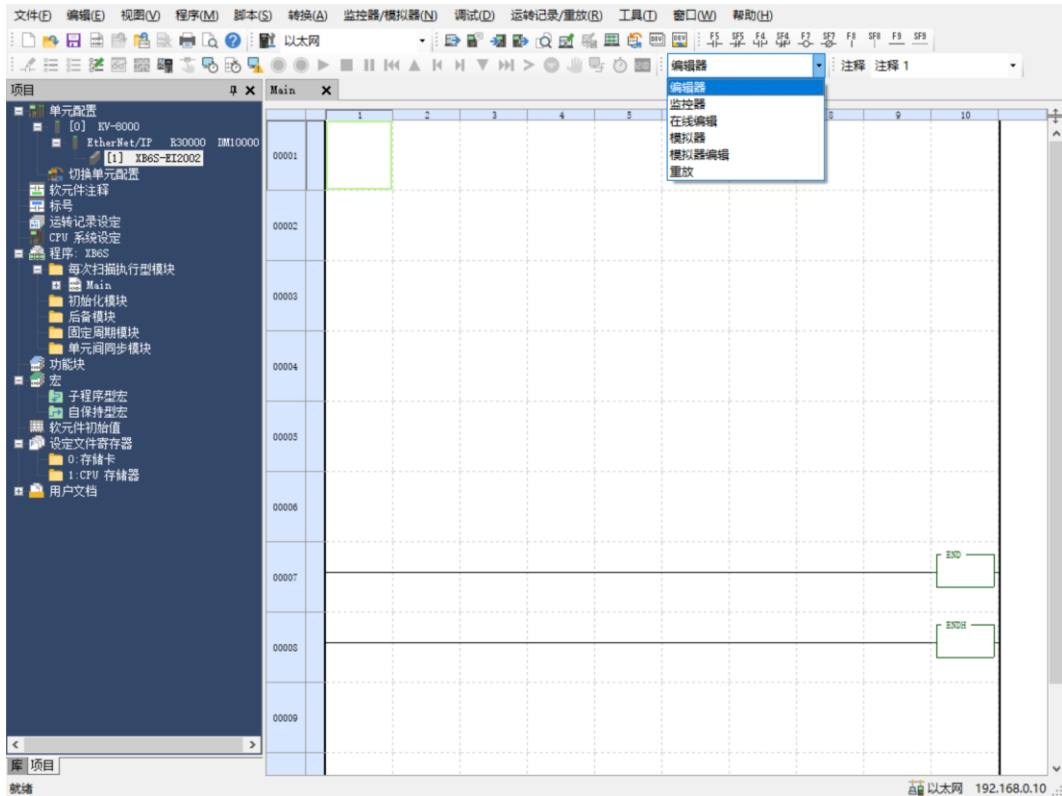 文件(F) 编辑(E) 视图(V) 程序(M) 脚本(S) 转换(A) 监控器/模拟器(N) 调试(D) 运转记录/重放(R) 工具(T) 窗口(W) 帮助(H)
以太网 F5 SF5 F4 SF4 F7 SF7 F8 SF8 F9 SF9
编辑器 注释 注释 1
项目 Main
编辑器
监控器
在线编辑
模拟器
模拟器编辑
重放
1 2 3 4 5 8 9 10
单元配置
[0] KV-8000
EtherNet/IP R30000 DM10000
[1] XB6S-EI2002
切换单元配置
软元件注释
标号
运转记录设定
CPU 系统设定
程序: XB6S
每次扫描执行型模块
Main
初始化模块
后备模块
固定周期模块
单元间同步模块
功能块
宏
子程序型宏
自保持型宏
软元件初始值
设定文件寄存器
0:存储卡
1:CPU 存储器
用户文档
00001
00002
00003
00004
00005
00006
00007 END
00008 ENDH
00009
库 项目
就绪 以太网 192.168.0.10